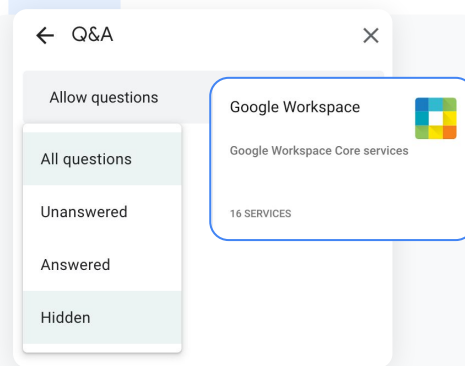 Q&A
Allow questions
All questions
Unanswered
Answered
Hidden
Google Workspace
Google Workspace Core services
16 SERVICES